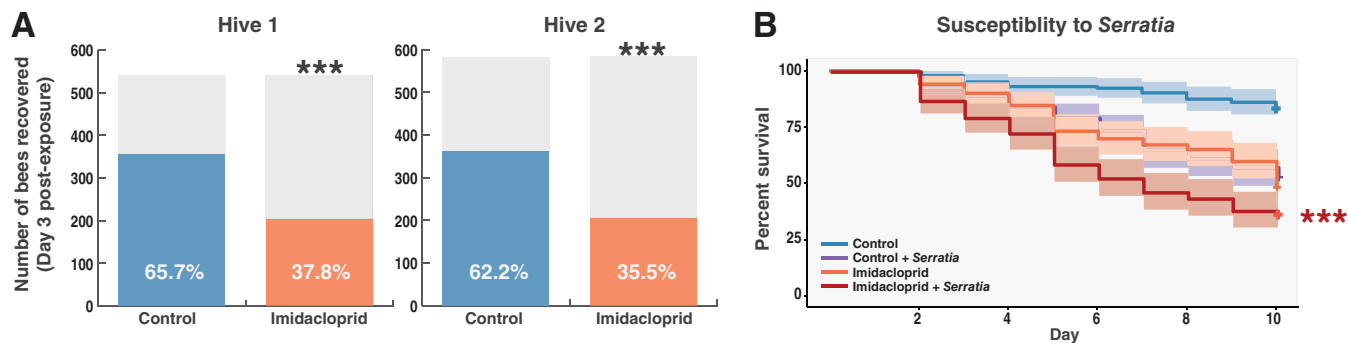 A
Hive 1
Hive 2
Number of bees recovered
(Day 3 post-exposure)
600
500
400
300
200
100
0
***
65.7%
37.8%
Control
Imidacloprid
600
500
400
300
200
100
0
***
62.2%
35.5%
Control
Imidacloprid
B
Susceptiblity to Serratia
Percent survival
100
75
50
25
0
Control
Control + Serratia
Imidacloprid
Imidacloprid + Serratia
***
2
4
6
8
10
Day